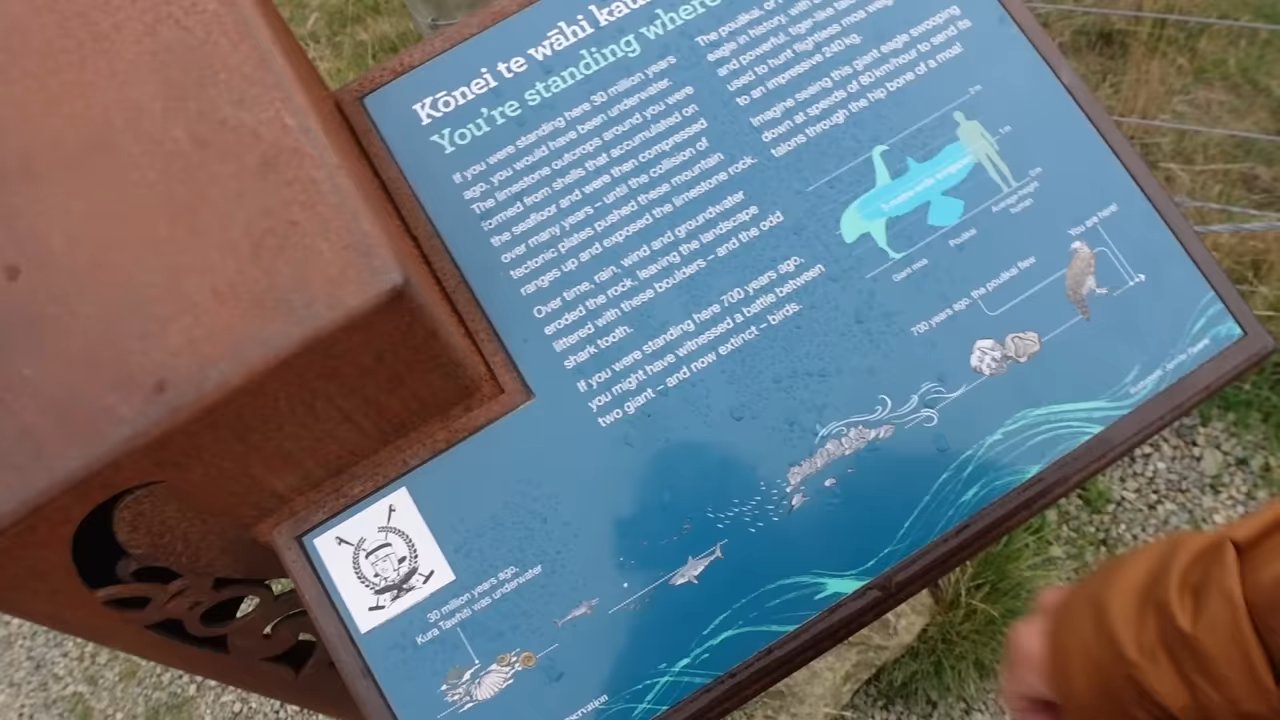 Kōnei te wāhi
You're standing where
If you were standing here 30 million years
ago, you would have been underwater.
The limestone outcrops around you were
formed from shells that accumulated on
the seafloor and were then compressed
over many years – until the collision of
tectonic plates pushed these mountain
ranges up and exposed the limestone rock.
Over time, rain, wind and groundwater
eroded the rock, leaving the landscape
littered with these boulders – and the odd
shark tooth.
If you were standing here 700 years ago,
you might have witnessed a battle between
two giant – and now extinct – birds.
The pouākai, or
eagle in history, with
and powerful, tiger-like
used to hunt flightless moa
to an impressive 240kg.
Imagine seeing this giant eagle swooping
down at speeds of 80km/hour to send its
talons through the hip bone of a moa!
2m
1m
0m
Giant moa
Pouākai
Average height
human
You are here!
700 years ago, the pouākai flew
30 million years ago,
Kura Tawhiti was underwater